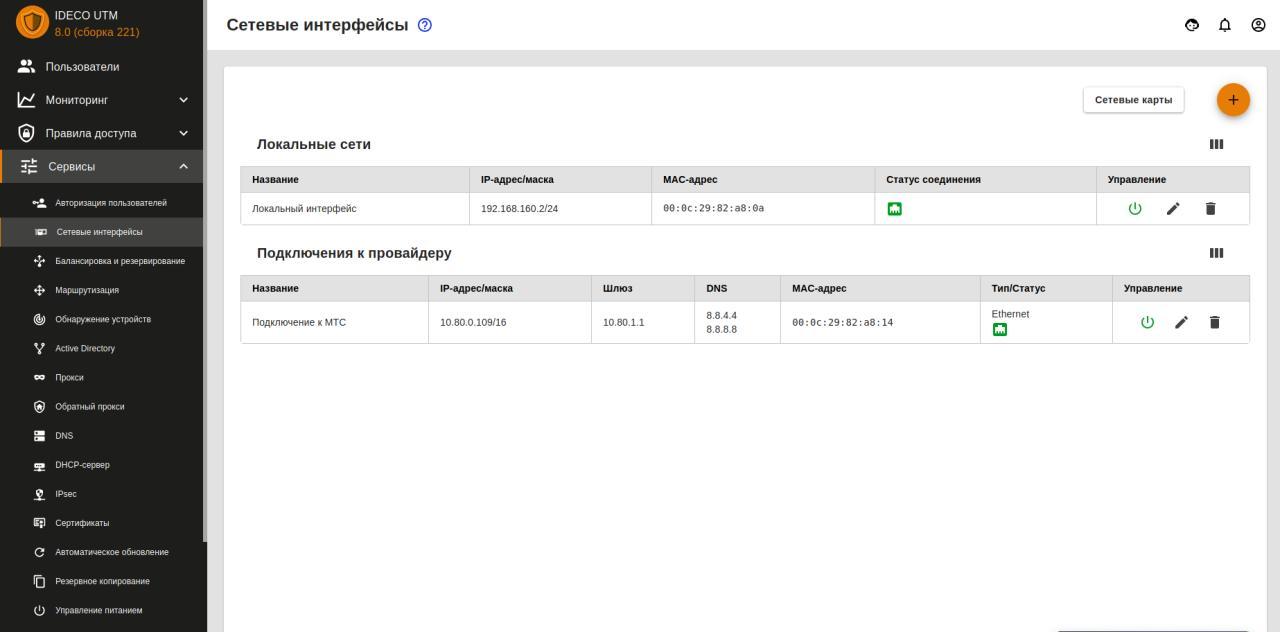 IDECO UTM
8.0 (сборка 221)
Пользователи
Мониторинг
Правила доступа
Сервисы
Авторизация пользователей
Сетевые интерфейсы
Балансировка и резервирование
Маршрутизация
Обнаружение устройств
Active Directory
Прокси
Обратный прокси
DNS
DHCP-сервер
IPsec
Сертификаты
Автоматическое обновление
Резервное копирование
Управление питанием
Сетевые интерфейсы
Сетевые карты
Локальные сети
Название IP-адрес/маска MAC-адрес Статус соединения Управление
Локальный интерфейс 192.168.160.2/24 00:0c:29:82:a8:0a
Подключения к провайдеру
Название IP-адрес/маска Шлюз DNS MAC-адрес Тип/Статус Управление
Подключение к МТС 10.80.0.109/16 10.80.1.1 8.8.4.4 00:0c:29:82:a8:14 Ethernet
8.8.8.8